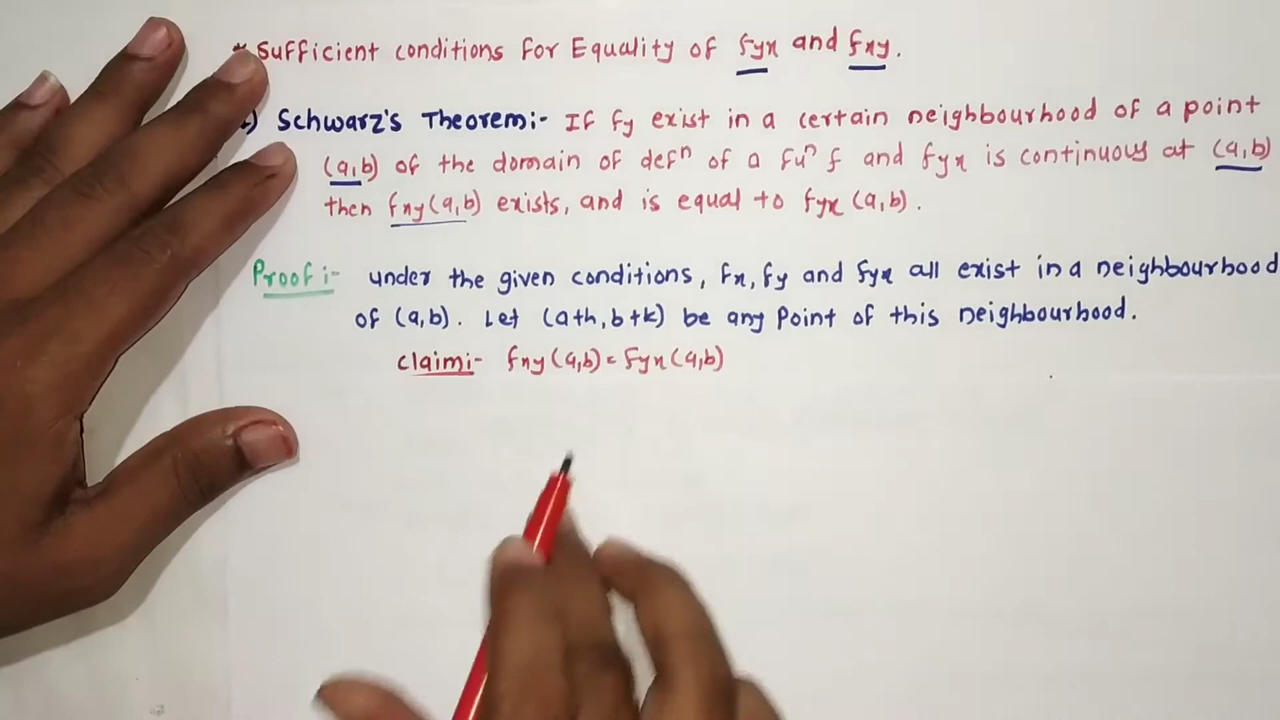 * Sufficient conditions for Equality of fyx and fxy.
) Schwarz's Theorem:- If fy exist in a certain neighbourhood of a point
(a,b) of the domain of defⁿ of a fuⁿ f and fyx is continuous at (a,b)
then fxy(a,b) exists, and is equal to fyx (a,b).
Proof:- under the given conditions, fx, fy and fyx all exist in a neighbourhood
of (a,b). Let (a+h, b+k) be any Point of this neighbourhood.
claim:- fxy (a,b) = fyx (a,b)